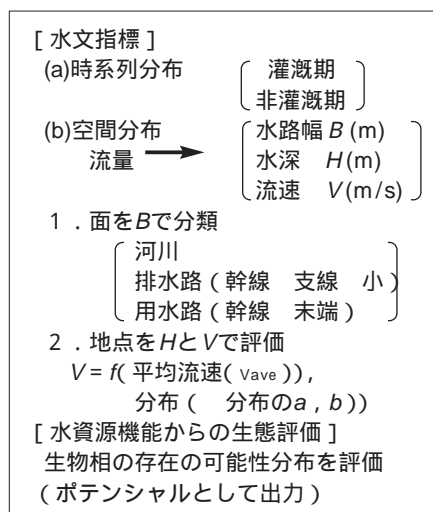 [ 水文指標 ]
(a)時系列分布 灌漑期
非灌漑期
(b)空間分布 水路幅 B (m)
流量 水深 H(m)
流速 V(m/s)
1 . 面をBで分類
河川
排水路 ( 幹線 支線 小 )
用水路 ( 幹線 末端 )
2 . 地点をHとVで評価
V = f( 平均流速( Vave )) ,
分布 ( 分布のa , b ))
[ 水資源機能からの生態評価 ]
生物相の存在の可能性分布を評価
( ポテンシャルとして出力 )